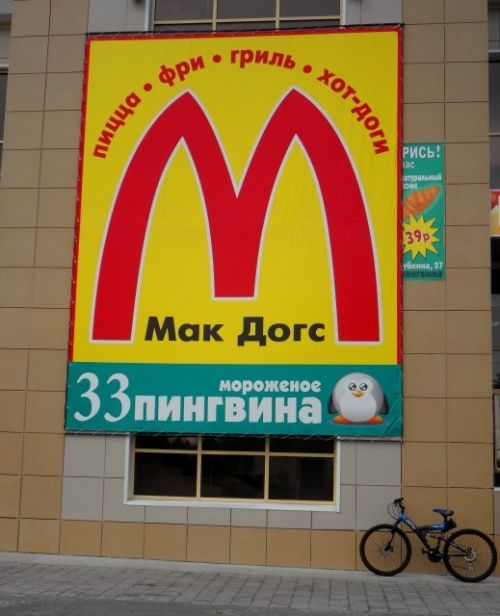 пицца • фри • гриль • хот-доги
Мак Догс
33 мороженое
пингвина
РИСЬ!
39р